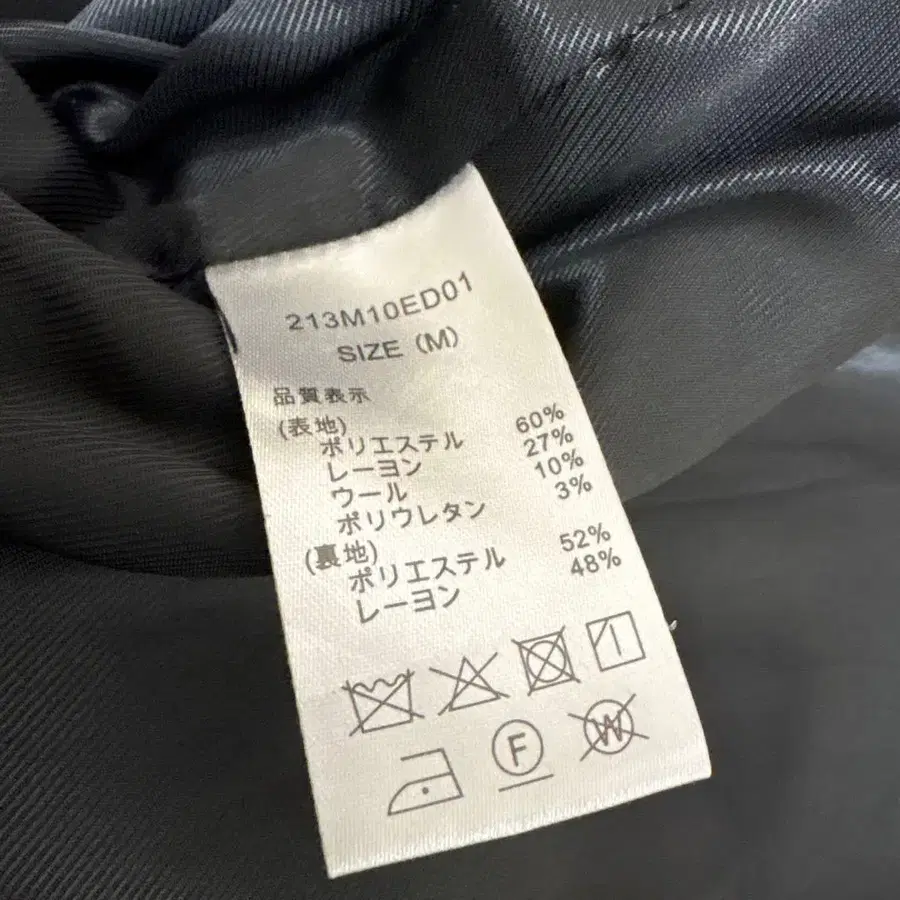 213M10ED01
SIZE (M)
品質表示
(表地)
ポリエステル 60%
レーヨン 27%
ウール 10%
ポリウレタン 3%
(裏地)
ポリエステル 52%
レーヨン 48%
F W